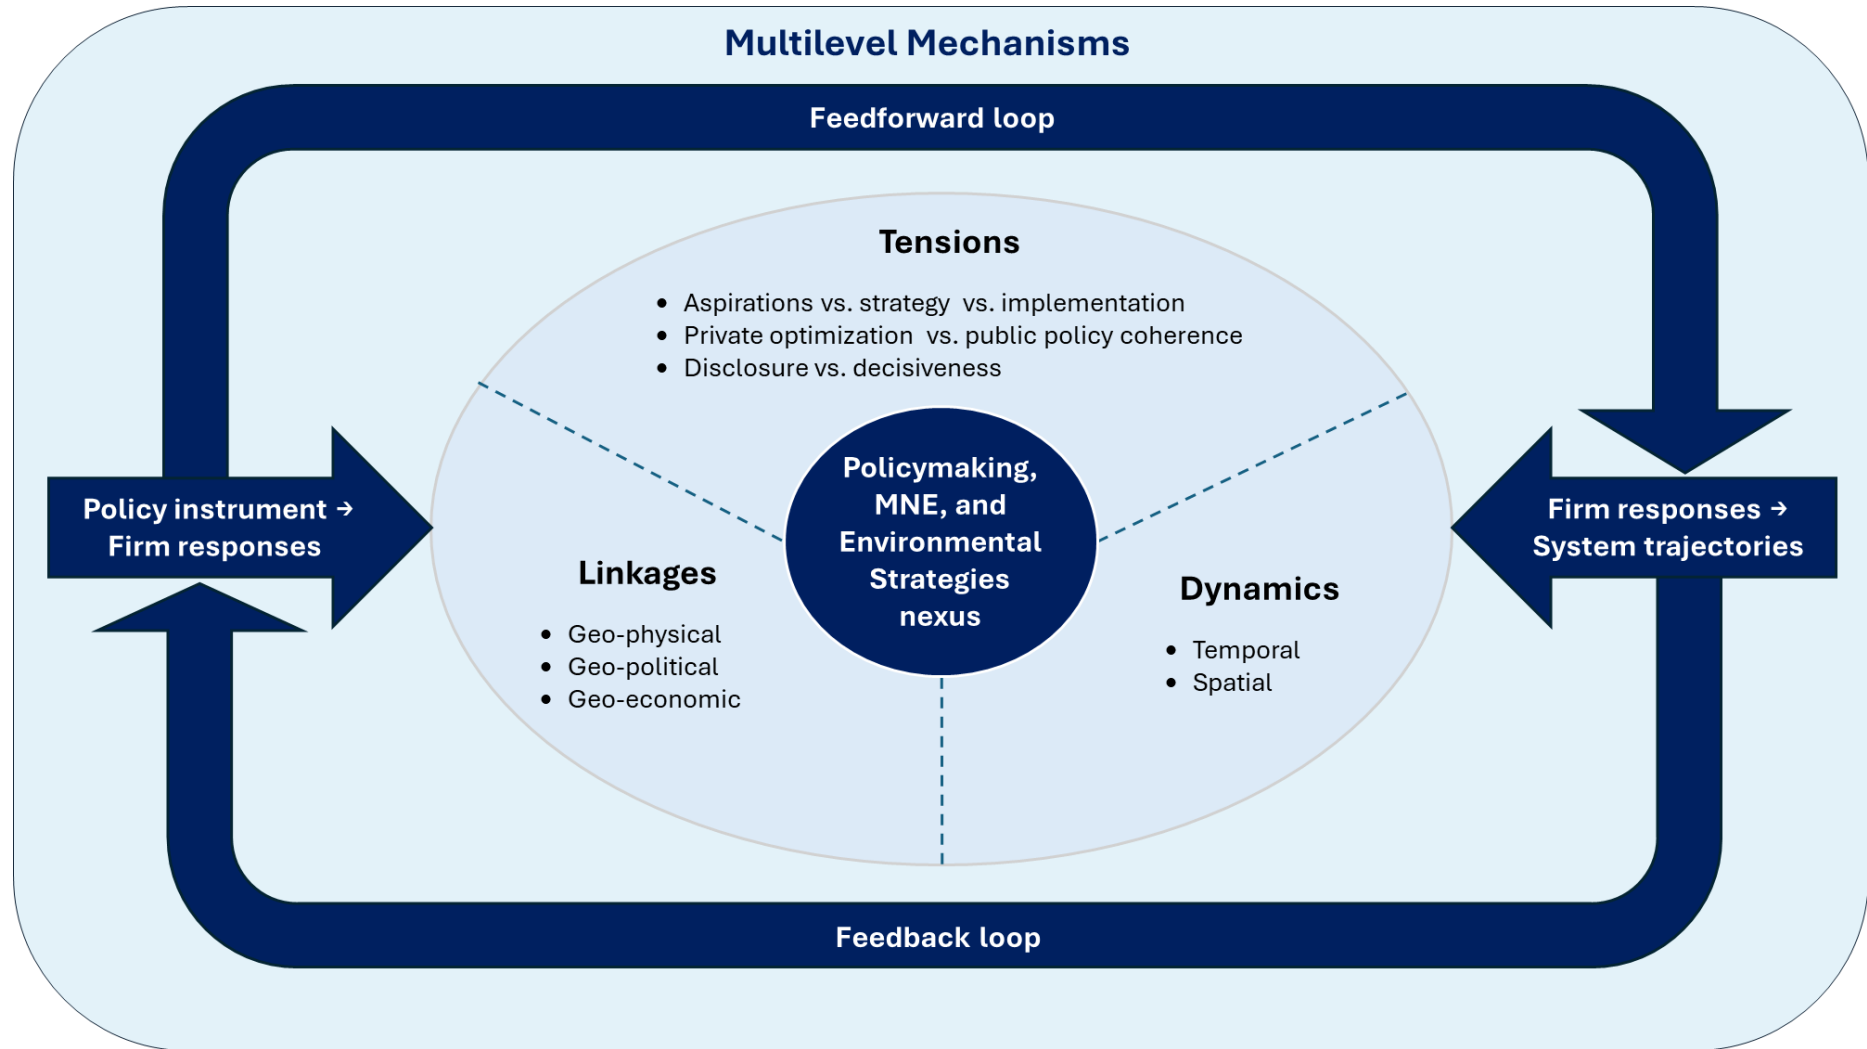 Multilevel Mechanisms
Feedforward loop
Tensions
• Aspirations vs. strategy  vs. implementation
• Private optimization  vs. public policy coherence
• Disclosure vs. decisiveness
Policy instrument →
Firm responses
Policymaking,
MNE, and
Environmental
Strategies
nexus
Firm responses →
System trajectories
Linkages
• Geo-physical
• Geo-political
• Geo-economic
Dynamics
• Temporal
• Spatial
Feedback loop